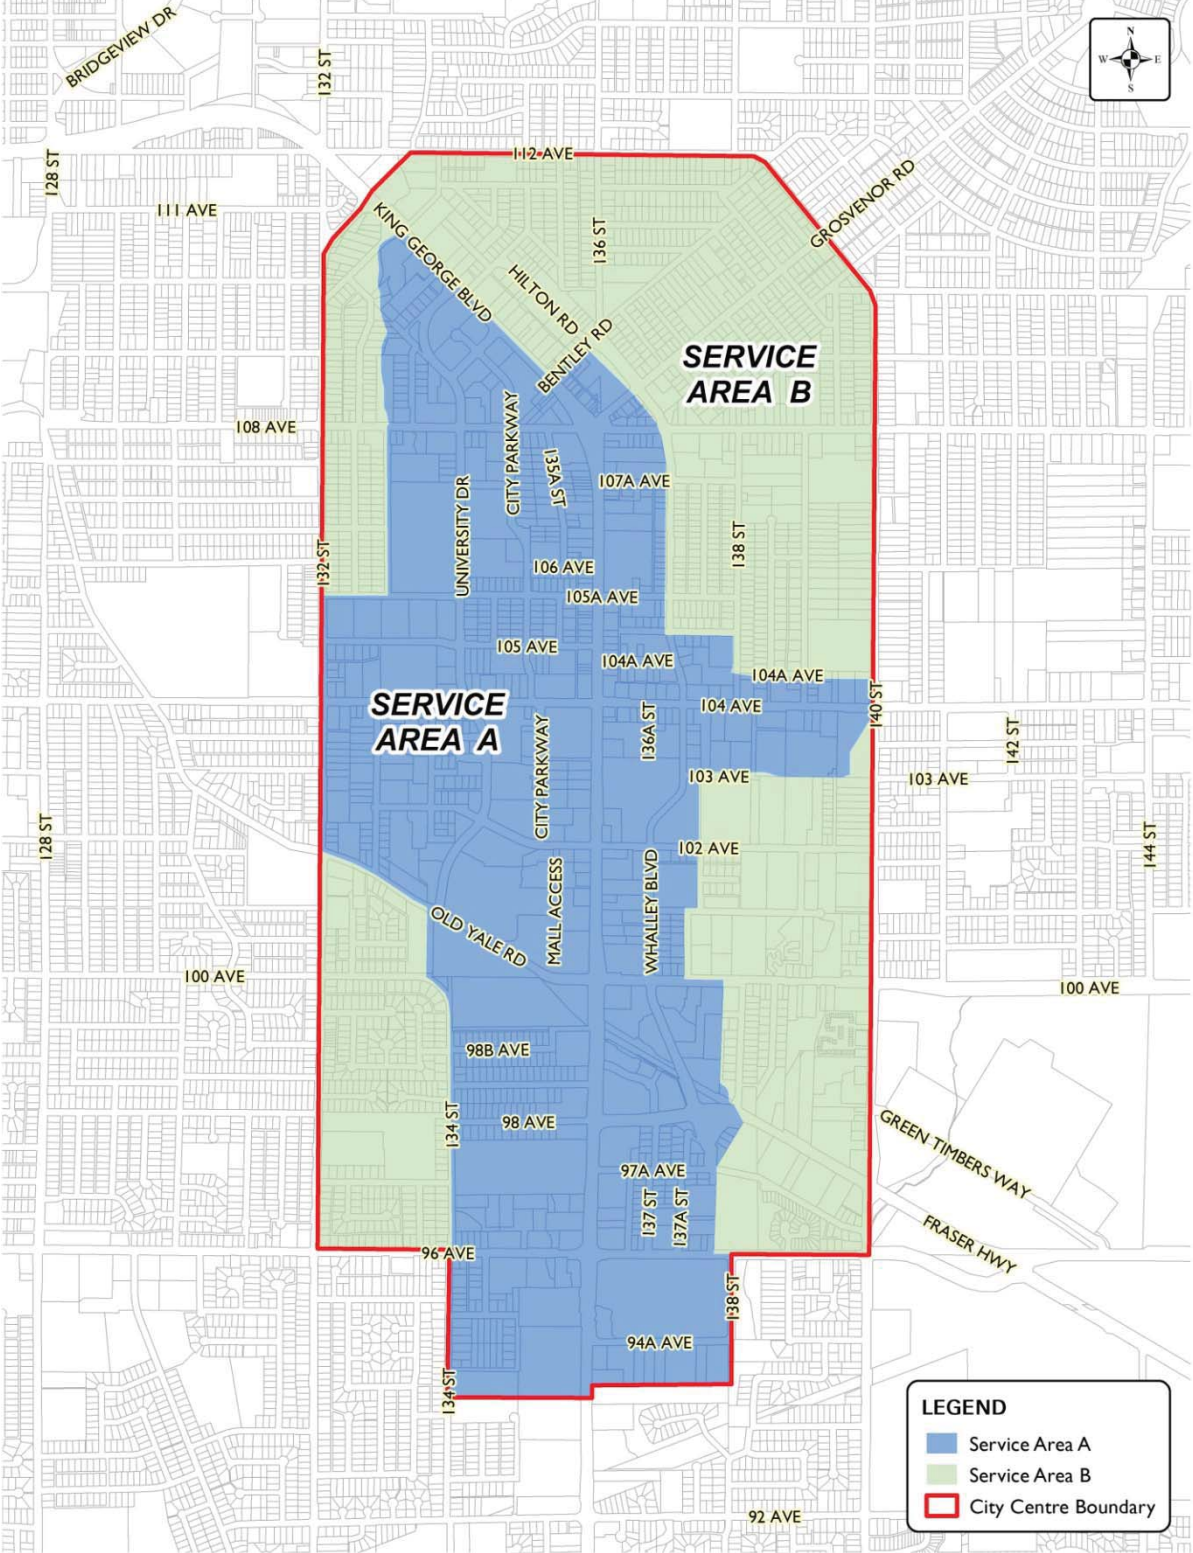 BRIDGEVIEW DR
132 ST
N
W
E
S
128 ST
112 AVE
111 AVE
GROSVENOR RD
KING GEORGE BLVD
136 ST
HILTON RD
BENTLEY RD
SERVICE
AREA B
108 AVE
CITY PARKWAY
135A ST
107A AVE
UNIVERSITY DR
138 ST
132 ST
106 AVE
105A AVE
105 AVE
104A AVE
104A AVE
SERVICE
AREA A
104 AVE
140 ST
136A ST
142 ST
CITY PARKWAY
103 AVE
103 AVE
128 ST
102 AVE
144 ST
MALL ACCESS
WHALLEY BLVD
OLD YALE RD
100 AVE
100 AVE
98B AVE
134 ST
98 AVE
GREEN TIMBERS WAY
97A AVE
137 ST
137A ST
FRASER HWY
96 AVE
138 ST
94A AVE
134 ST
LEGEND
Service Area A
Service Area B
City Centre Boundary
92 AVE